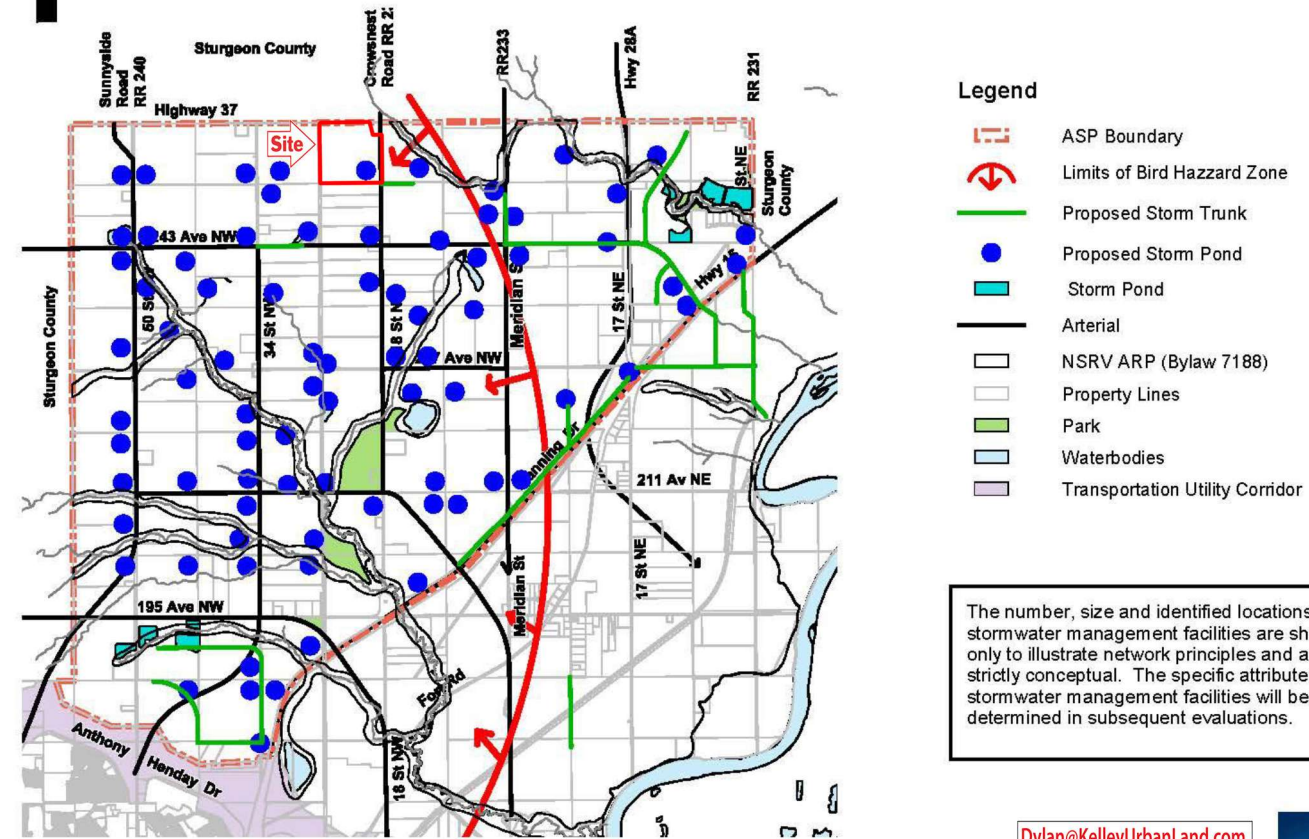 Sturgeon County
Sunnyside
Road
RR 240
Crowsnest
Road RR
RR233
Hwy 28A
RR 231
Highway 37
Site
St NE
Sturgeon
County
43 Ave NW
Hwy 15
50 St
34 St NW
8 St N
Meridian S
17 St NE
Ave NW
Sturgeon County
anning Dr
211 Av NE
17 St NE
Meridian St
195 Ave NW
Fort Rd
Anthony
Henday Dr
18 St NW
Legend
ASP Boundary
Limits of Bird Hazzard Zone
Proposed Storm Trunk
Proposed Storm Pond
Storm Pond
Arterial
NSRV ARP (Bylaw 7188)
Property Lines
Park
Waterbodies
Transportation Utility Corridor
The number, size and identified locations
stormwater management facilities are sh
only to illustrate network principles and a
strictly conceptual. The specific attribute
stormwater management facilities will be
determined in subsequent evaluations.
Dylan@KelleyUrbanLand.com